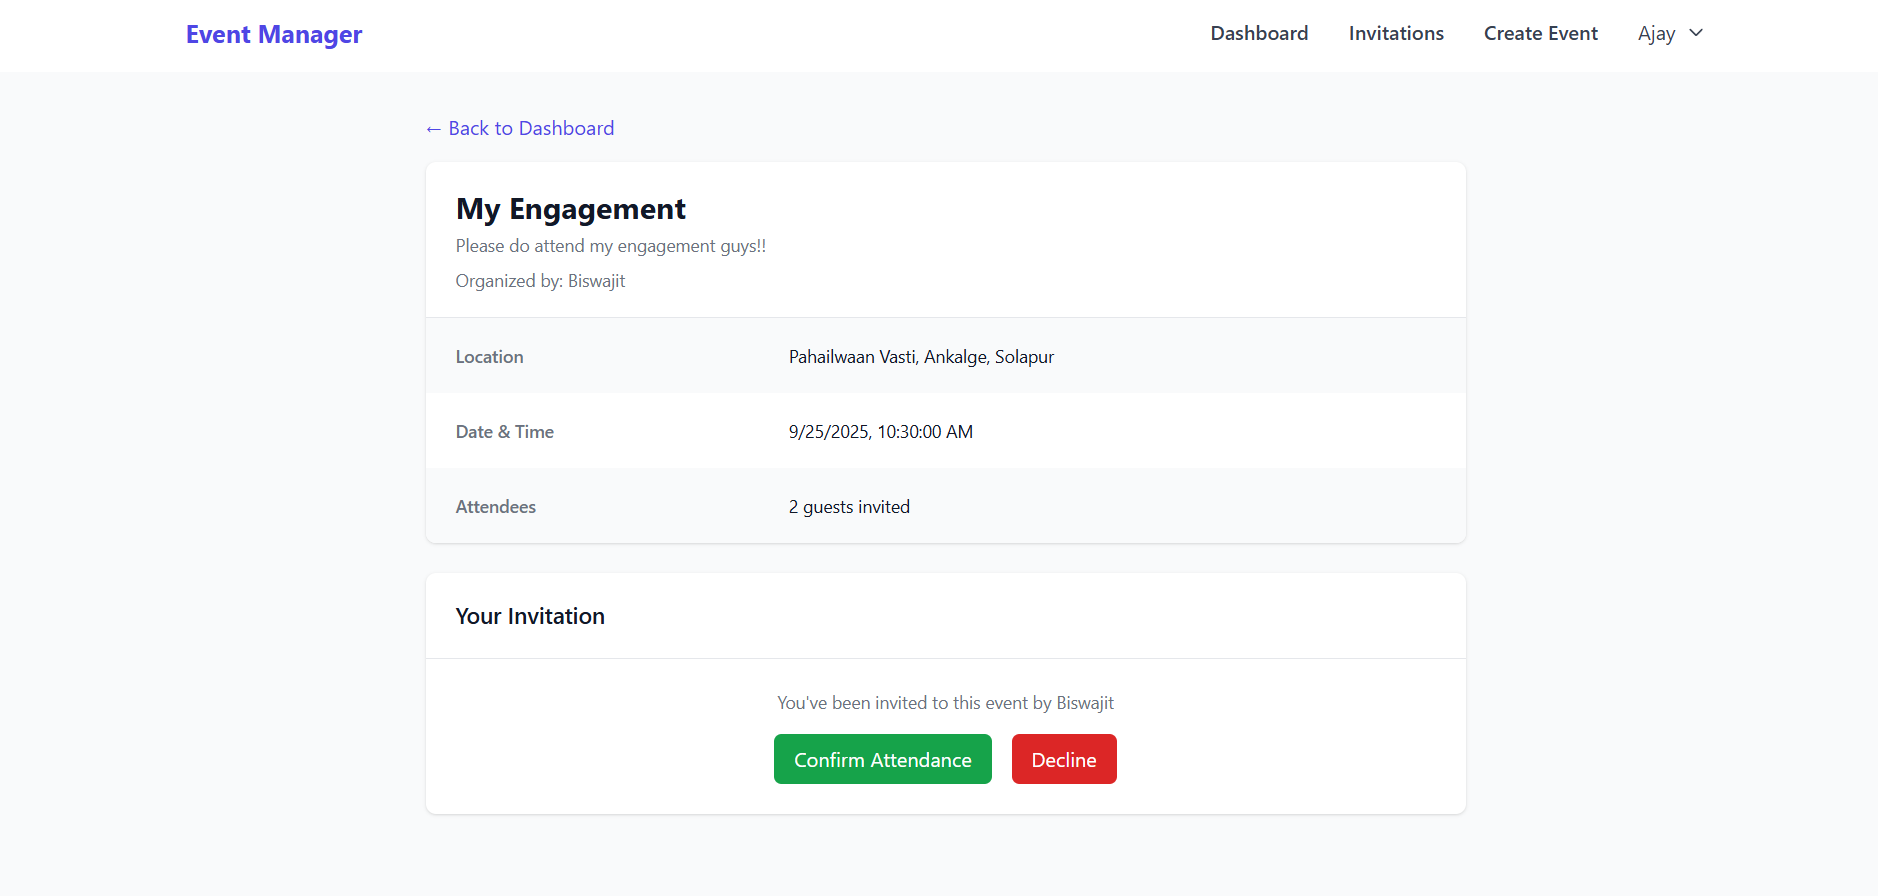 Event Manager
Dashboard
Invitations
Create Event
Ajay
← Back to Dashboard
My Engagement
Please do attend my engagement guys!!
Organized by: Biswajit
Location
Pahailwaan Vasti, Ankalge, Solapur
Date & Time
9/25/2025, 10:30:00 AM
Attendees
2 guests invited
Your Invitation
You've been invited to this event by Biswajit
Confirm Attendance
Decline